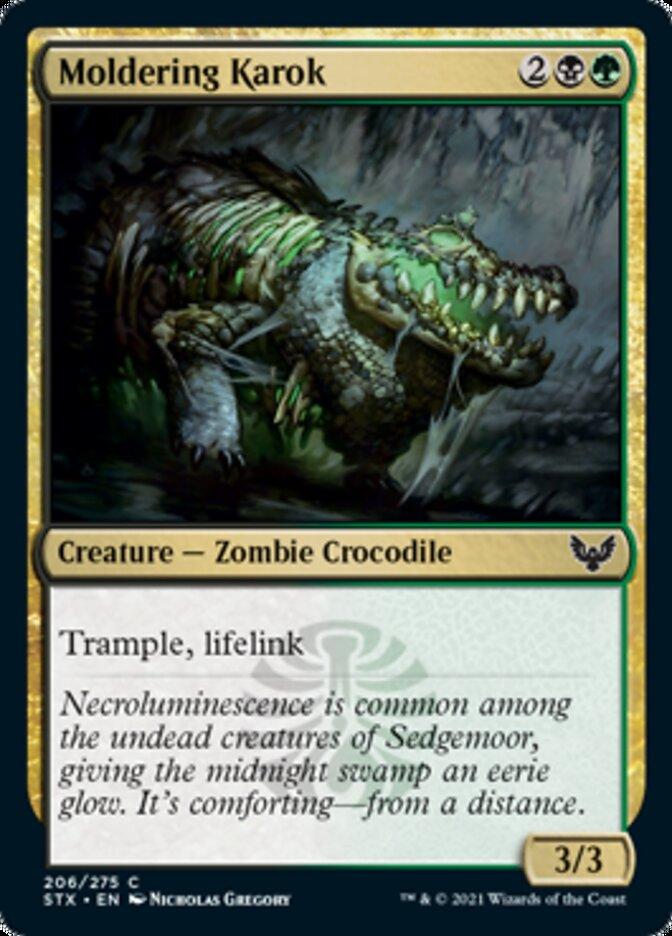 Moldering Karok 2
Creature — Zombie Crocodile
Trample, lifelink
Necroluminescence is common among
the undead creatures of Sedgemoor,
giving the midnight swamp an eerie
glow. It's comforting—from a distance.
3/3
206/275 C
STX • EN Nicholas Gregory
™ & © 2021 Wizards of the Coast